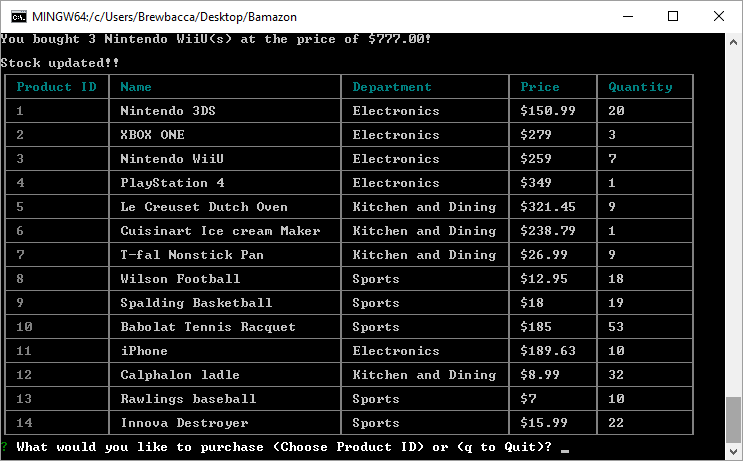 MINGW64:/c/Users/Brewbacca/Desktop/Bamazon
You bought 3 Nintendo WiiU(s) at the price of $777.00!
Stock updated!!
Product ID Name Department Price Quantity
1 Nintendo 3DS Electronics $150.99 20
2 XBOX ONE Electronics $279 3
3 Nintendo WiiU Electronics $259 7
4 PlayStation 4 Electronics $349 1
5 Le Creuset Dutch Oven Kitchen and Dining $321.45 9
6 Cuisinart Ice cream Maker Kitchen and Dining $238.79 1
7 T-fal Nonstick Pan Kitchen and Dining $26.99 9
8 Wilson Football Sports $12.95 18
9 Spalding Basketball Sports $18 19
10 Babolat Tennis Racquet Sports $185 53
11 iPhone Electronics $189.63 10
12 Calphalon ladle Kitchen and Dining $8.99 32
13 Rawlings baseball Sports $7 10
14 Innova Destroyer Sports $15.99 22
? What would you like to purchase (Choose Product ID) or (q to Quit)? _